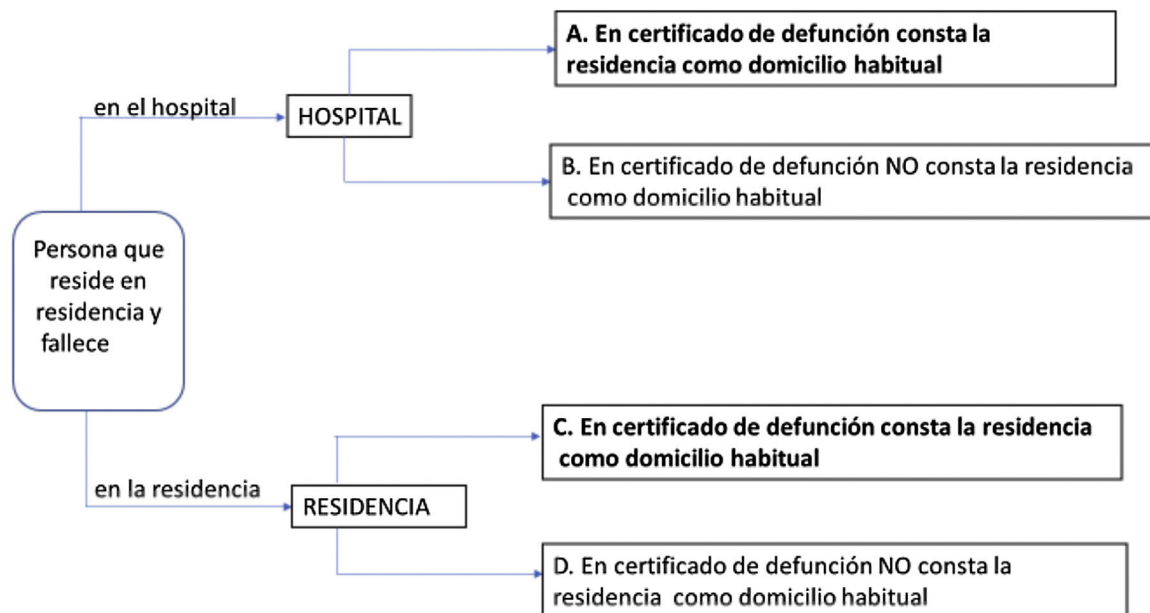 A. En certificado de defunción consta la
residencia como domicilio habitual
en el hospital
HOSPITAL
B. En certificado de defunción NO consta la residencia
como domicilio habitual
Persona que
reside en
residencia y
fallece
C. En certificado de defunción consta la residencia
como domicilio habitual
en la residencia
RESIDENCIA
D. En certificado de defunción NO consta la
residencia como domicilio habitual